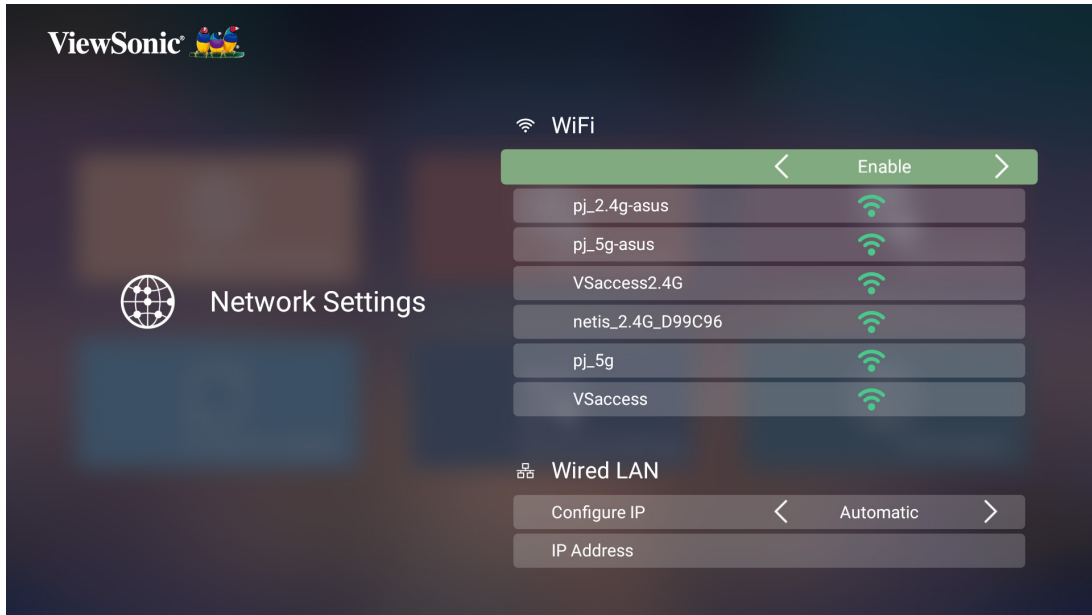 ViewSonic®
WiFi
Enable
pj_2.4g-asus
pj_5g-asus
VSaccess2.4G
Network Settings
netis_2.4G_D99C96
pj_5g
VSaccess
Wired LAN
Configure IP Automatic
IP Address